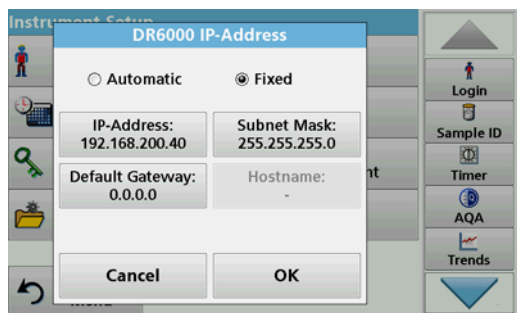 DR6000 IP-Address
Automatic
Fixed
IP-Address:
192.168.200.40
Subnet Mask:
255.255.255.0
Default Gateway:
0.0.0.0
Hostname:
-
Cancel
OK
Login
Sample ID
Timer
AQA
Trends